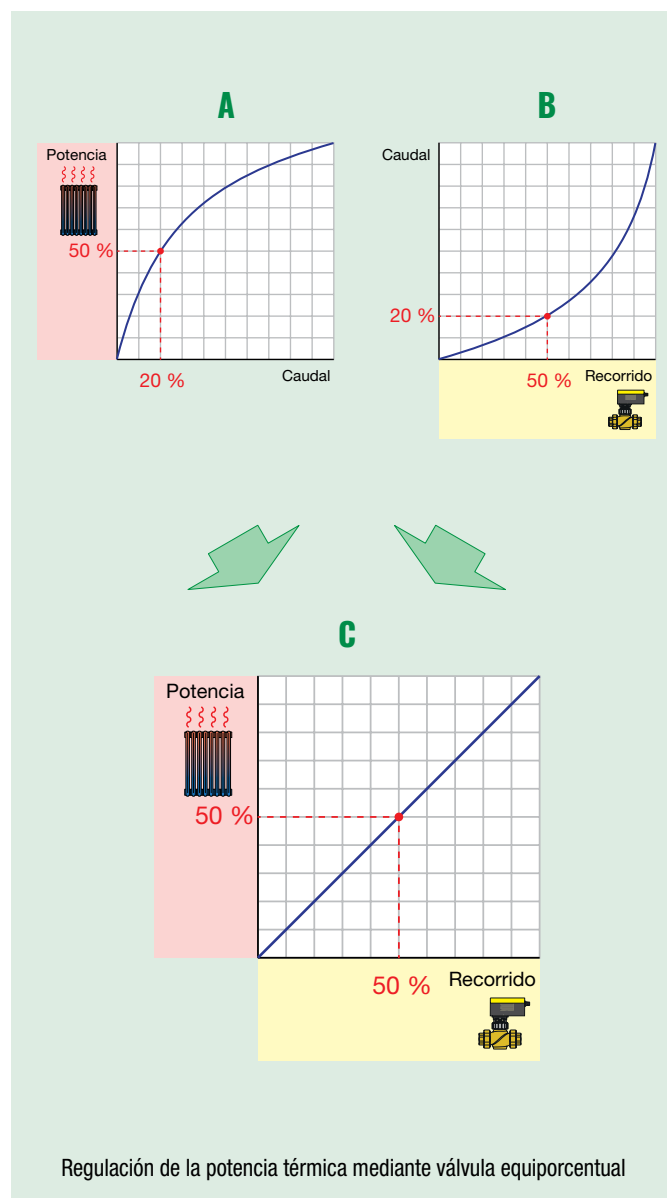 A
Potencia
50 %
20 %
Caudal
B
Caudal
20 %
50 %
Recorrido
C
Potencia
50 %
50 %
Recorrido
Regulación de la potencia térmica mediante válvula equiporcentual